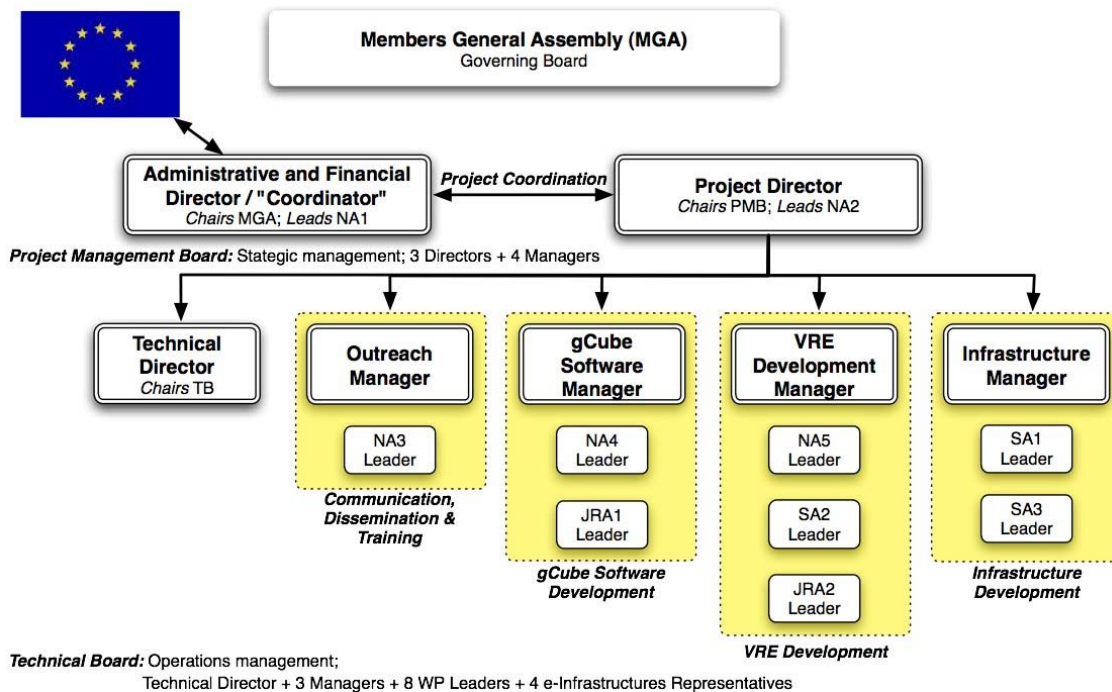 Members General Assembly (MGA)
Governing Board
Administrative and Financial
Director / "Coordinator"
Chairs MGA; Leads NA1
Project Coordination
Project Director
Chairs PMB; Leads NA2
Project Management Board: Stategic management; 3 Directors + 4 Managers
Technical
Director
Chairs TB
Outreach
Manager
NA3
Leader
Communication,
Dissemination &
Training
gCube
Software
Manager
NA4
Leader
JRA1
Leader
gCube Software
Development
VRE
Development
Manager
NA5
Leader
SA2
Leader
JRA2
Leader
VRE Development
Infrastructure
Manager
SA1
Leader
SA3
Leader
Infrastructure
Development
Technical Board: Operations management;
Technical Director + 3 Managers + 8 WP Leaders + 4 e-Infrastructures Representatives